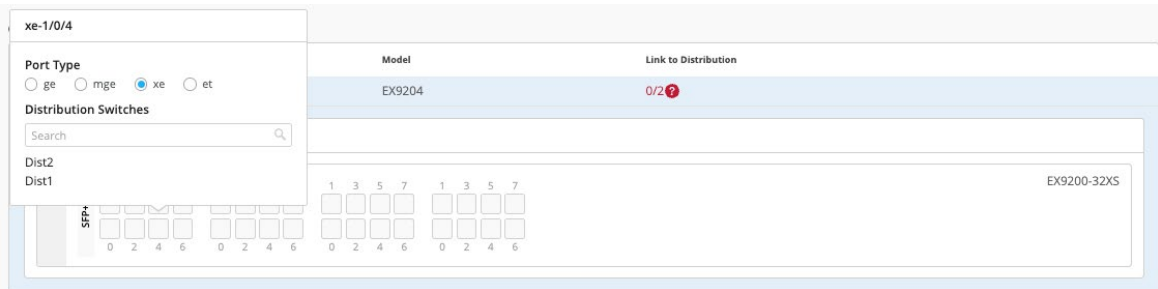 xe-1/0/4
Port Type
ge mge xe et
Distribution Switches
Search
Dist2
Dist1
Model Link to Distribution
EX9204 0/2?
EX9200-32XS
SFP+
1 3 5 7 1 3 5 7
0 2 4 6 0 2 4 6 0 2 4 6 0 2 4 6